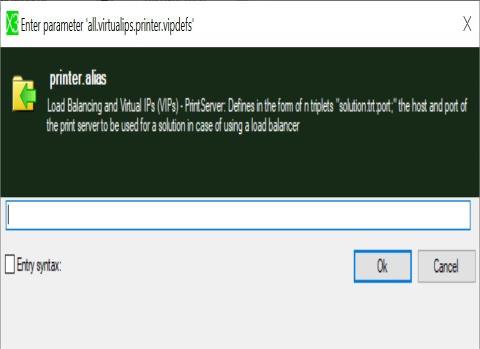 X3 Enter parameter 'all.virtualips.printer.vipdefs' X
printer.alias
Load Balancing and Virtual IPs (VIPs) - PrintServer: Defines in the form of n triplets "solution.trt:port;" the host and port of
the print server to be used for a solution in case of using a load balancer
Entry syntax:
Ok Cancel